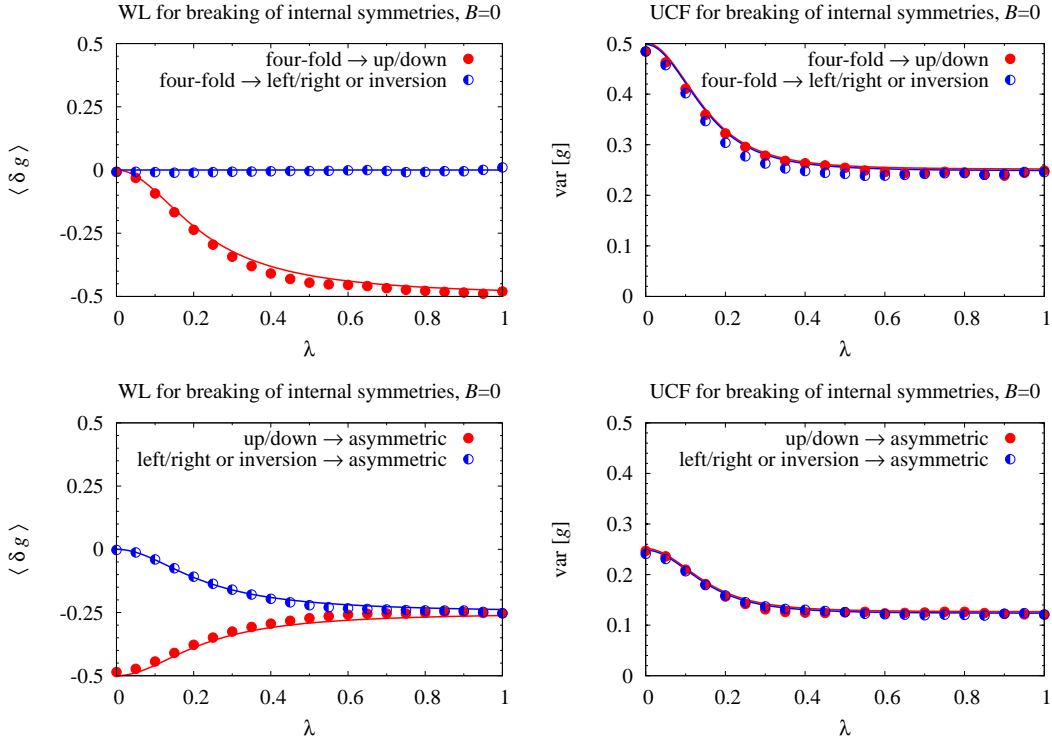 WL for breaking of internal symmetries, B=0
0.5
0.25
0
-0.25
-0.5
⟨ δ g ⟩
four-fold → up/down
four-fold → left/right or inversion
0 0.2 0.4 0.6 0.8 1
λ
UCF for breaking of internal symmetries, B=0
0.5
0.4
0.3
0.2
0.1
0
var [g]
four-fold → up/down
four-fold → left/right or inversion
0 0.2 0.4 0.6 0.8 1
λ
WL for breaking of internal symmetries, B=0
0.5
0.25
0
-0.25
-0.5
⟨ δ g ⟩
up/down → asymmetric
left/right or inversion → asymmetric
0 0.2 0.4 0.6 0.8 1
λ
UCF for breaking of internal symmetries, B=0
0.5
0.4
0.3
0.2
0.1
0
var [g]
up/down → asymmetric
left/right or inversion → asymmetric
0 0.2 0.4 0.6 0.8 1
λ